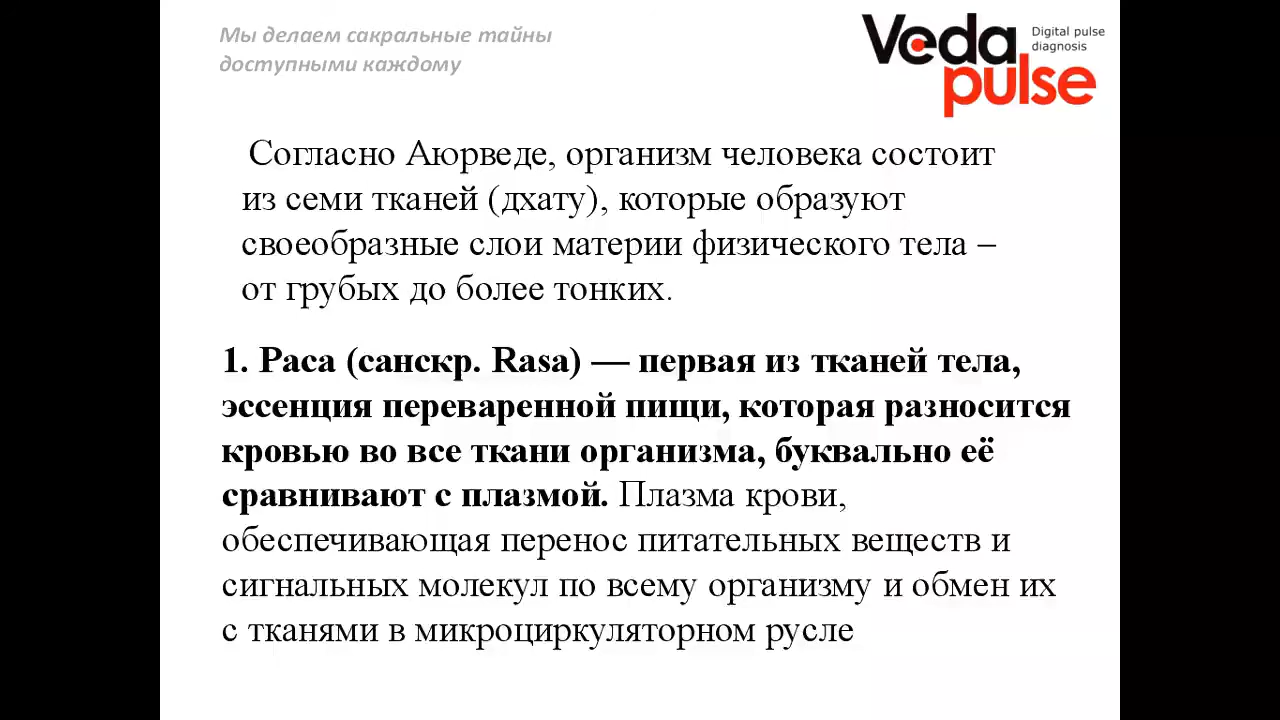 Мы делаем сакральные тайны
доступными каждому
Veda
pulse
Digital pulse
diagnosis
Согласно Аюрведе, организм человека состоит
из семи тканей (дхату), которые образуют
своеобразные слои материи физического тела –
от грубых до более тонких.
1. Раса (санскр. Rasa) — первая из тканей тела,
эссенция переваренной пищи, которая разносится
кровью во все ткани организма, буквально её
сравнивают с плазмой. Плазма крови,
обеспечивающая перенос питательных веществ и
сигнальных молекул по всему организму и обмен их
с тканями в микроциркуляторном русле